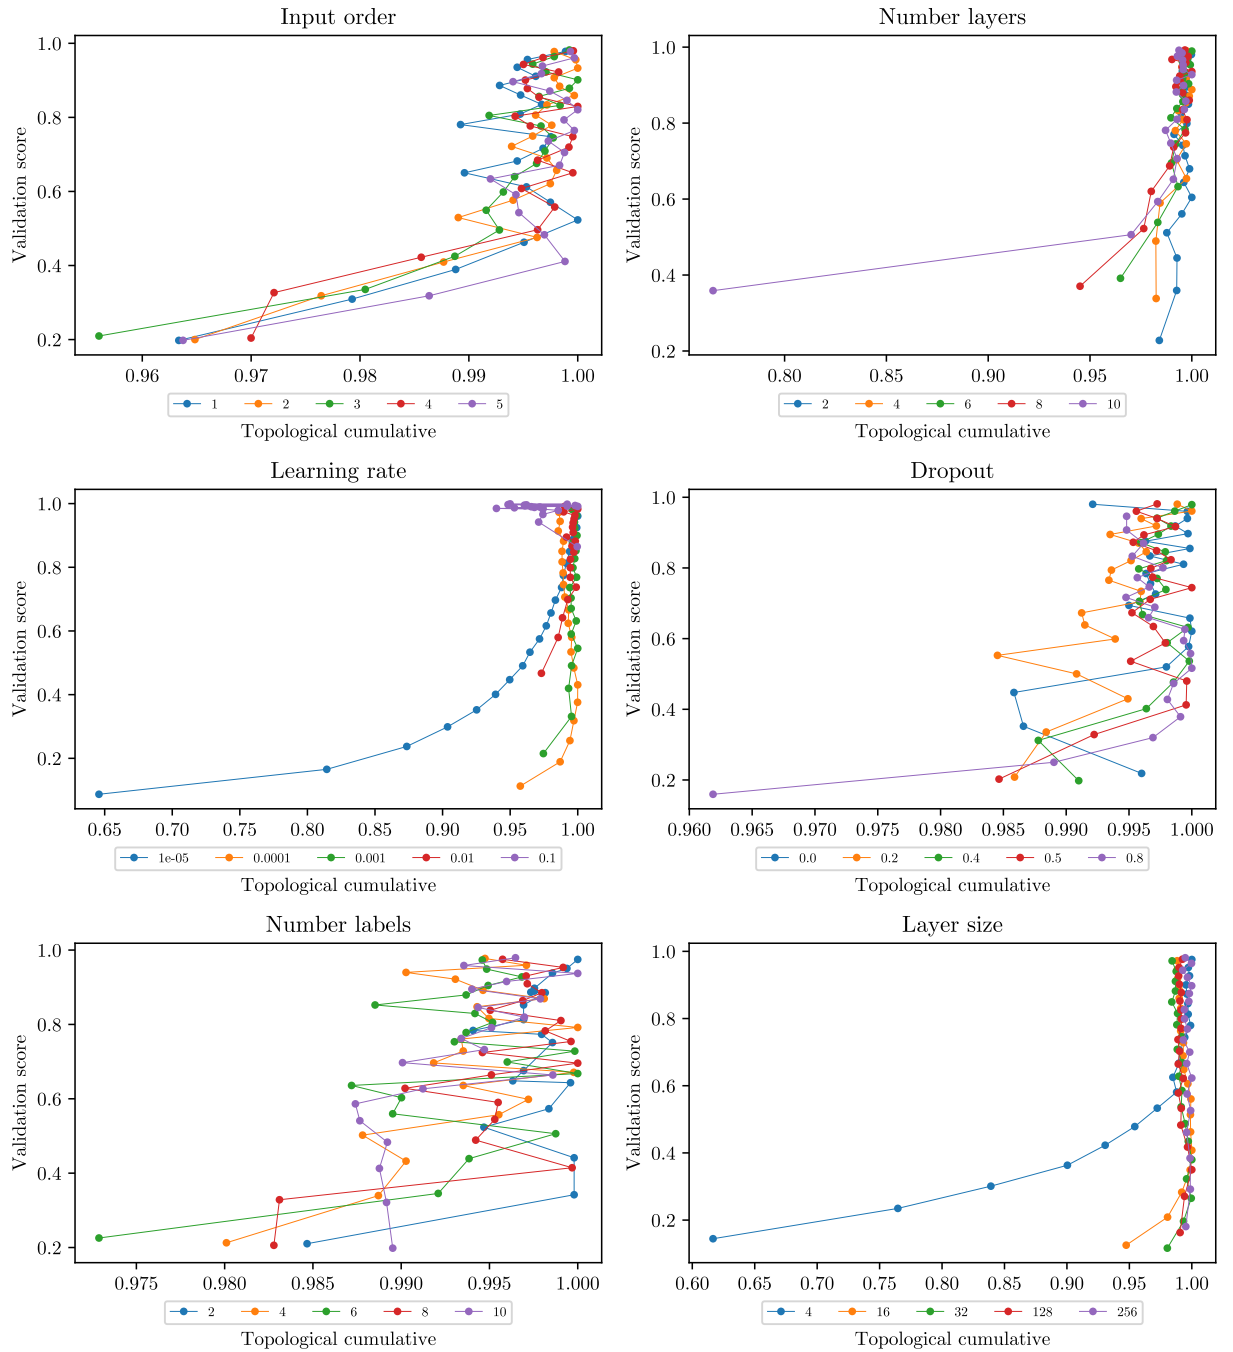 Input order
Validation score
1.0
0.8
0.6
0.4
0.2
0.96 0.97 0.98 0.99 1.00
1 2 3 4 5
Topological cumulative
Number layers
Validation score
1.0
0.8
0.6
0.4
0.2
0.80 0.85 0.90 0.95 1.00
2 4 6 8 10
Topological cumulative
Learning rate
Validation score
1.0
0.8
0.6
0.4
0.2
0.65 0.70 0.75 0.80 0.85 0.90 0.95 1.00
1e-05 0.0001 0.001 0.01 0.1
Topological cumulative
Dropout
Validation score
1.0
0.8
0.6
0.4
0.2
0.960 0.965 0.970 0.975 0.980 0.985 0.990 0.995 1.000
0.0 0.2 0.4 0.5 0.8
Topological cumulative
Number labels
Validation score
1.0
0.8
0.6
0.4
0.2
0.975 0.980 0.985 0.990 0.995 1.000
2 4 6 8 10
Topological cumulative
Layer size
Validation score
1.0
0.8
0.6
0.4
0.2
0.60 0.65 0.70 0.75 0.80 0.85 0.90 0.95 1.00
4 16 32 128 256
Topological cumulative